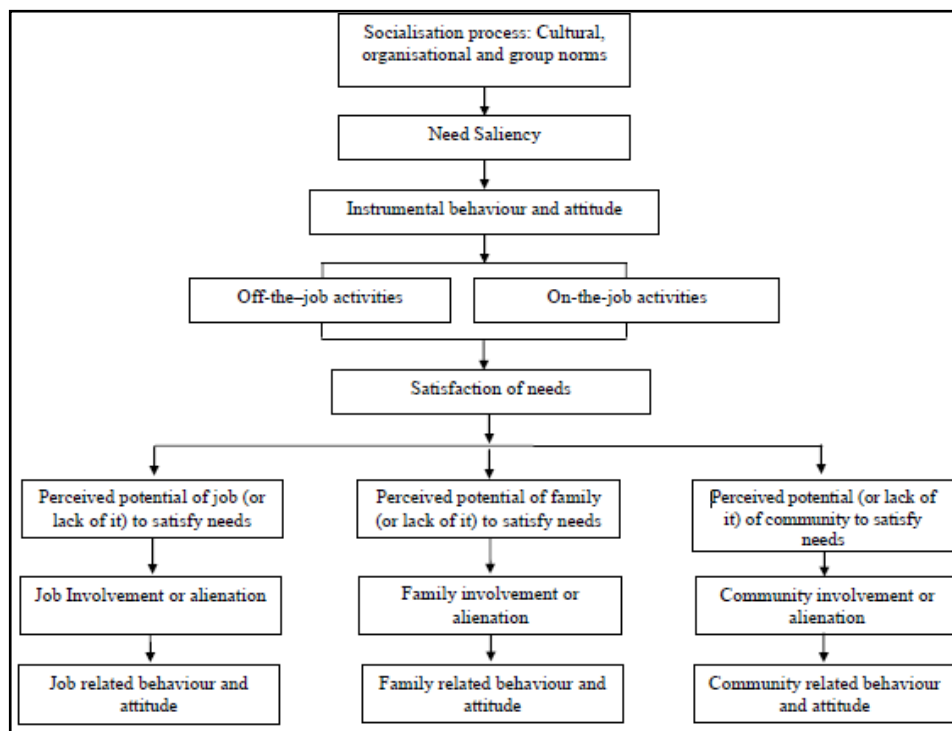 Socialisation process: Cultural,
organisational and group norms
Need Saliency
Instrumental behaviour and attitude
Off-the–job activities
On-the-job activities
Satisfaction of needs
Perceived potential of job (or
lack of it) to satisfy needs
Perceived potential of family
(or lack of it) to satisfy needs
Perceived potential (or lack of
it) of community to satisfy
needs
Job Involvement or alienation
Family involvement or
alienation
Community involvement or
alienation
Job related behaviour and
attitude
Family related behaviour and
attitude
Community related behaviour
and attitude